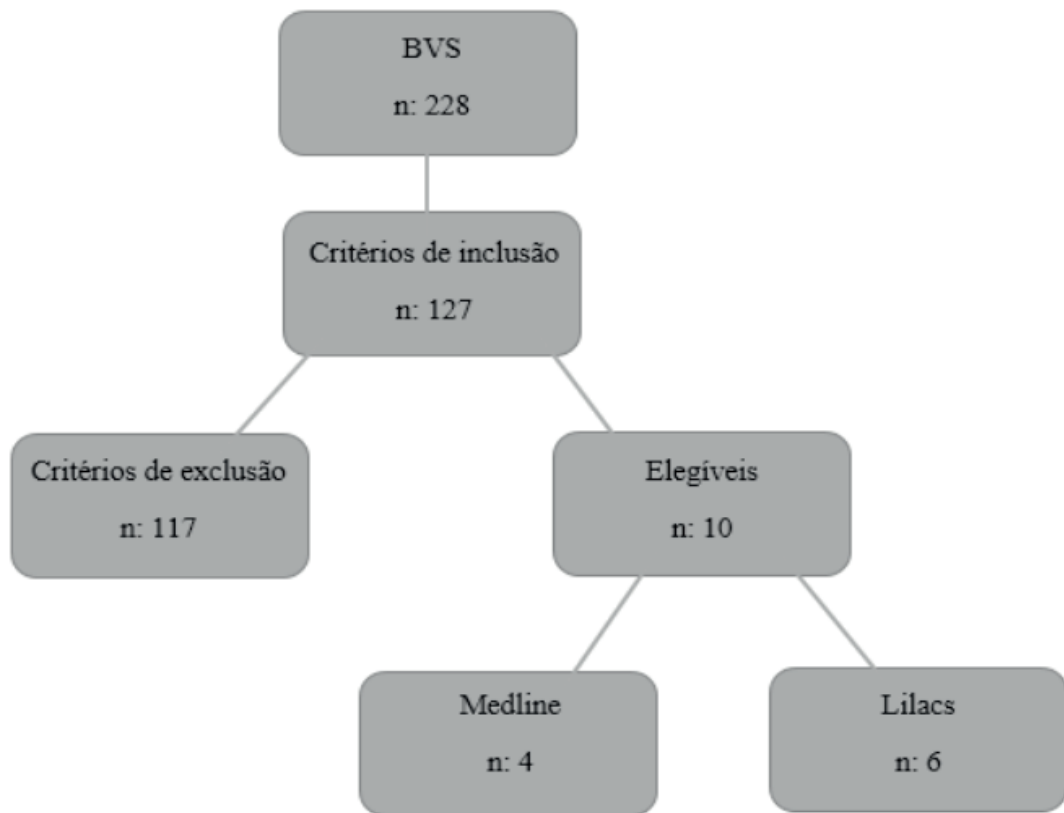 BVS
n: 228
Critérios de inclusão
n: 127
Critérios de exclusão
n: 117
Elegíveis
n: 10
Medline
n: 4
Lilacs
n: 6